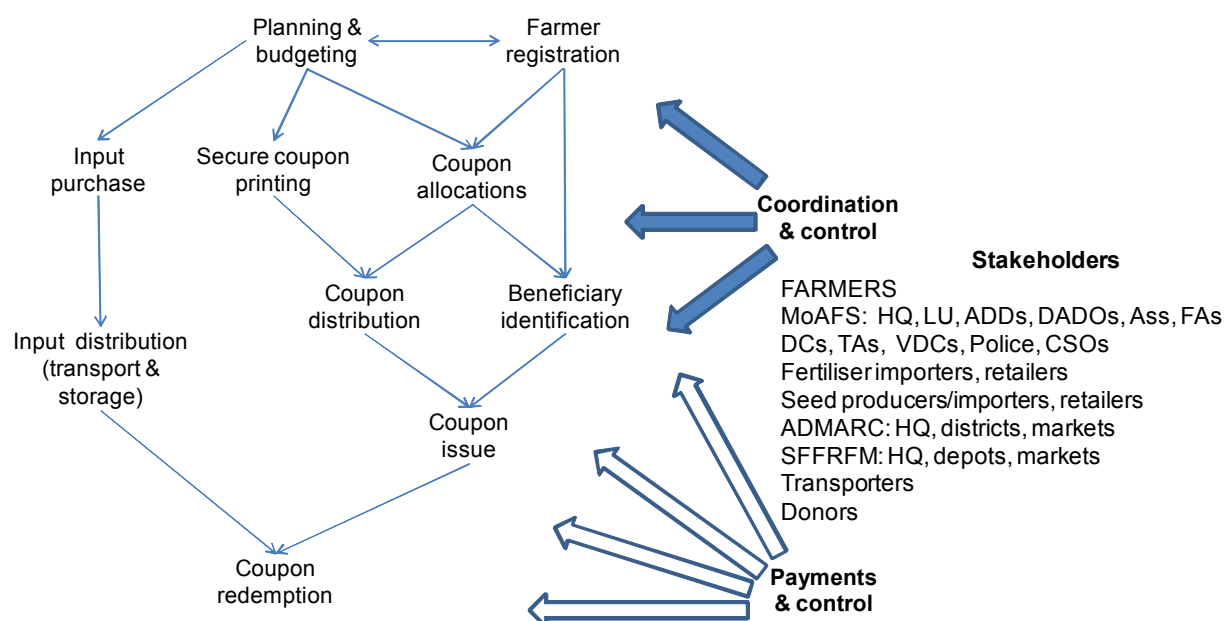 Planning &
budgeting
Farmer
registration
Input
purchase
Secure coupon
printing
Coupon
allocations
Coordination
& control
Stakeholders
Coupon
distribution
Beneficiary
identification
FARMERS
MoAFS: HQ, LU, ADDs, DADOs, Ass, FAs
DCs, TAs, VDCs, Police, CSOs
Fertiliser importers, retailers
Seed producers/importers, retailers
ADMARC: HQ, districts, markets
SFFRFM: HQ, depots, markets
Transporters
Donors
Input distribution
(transport &
storage)
Coupon
issue
Coupon
redemption
Payments
& control